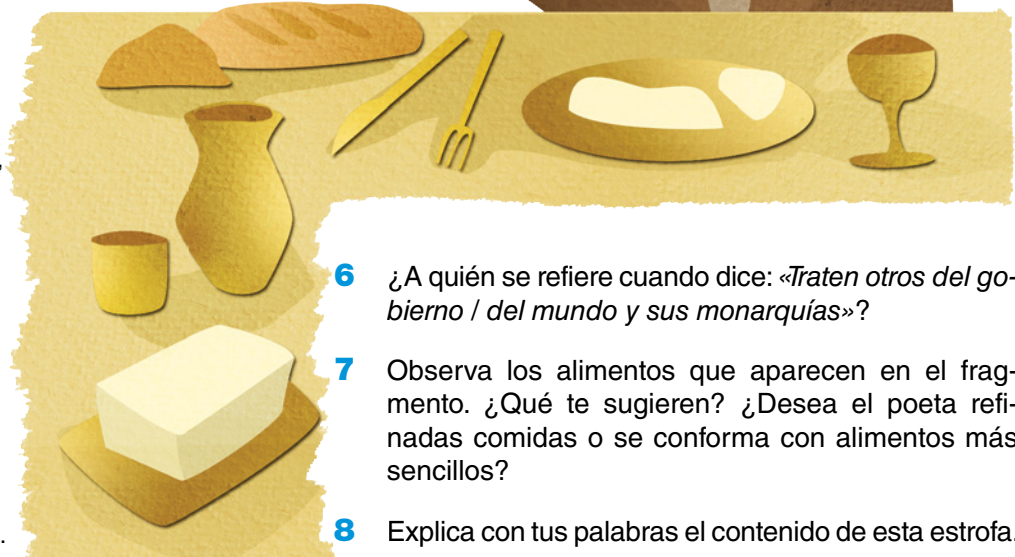 6 ¿A quién se refiere cuando dice: «Traten otros del go-
bierno / del mundo y sus monarquías»?
7 Observa los alimentos que aparecen en el frag-
mento. ¿Qué te sugieren? ¿Desea el poeta refi-
nadas comidas o se conforma con alimentos más
sencillos?
8 Explica con tus palabras el contenido de esta estrofa.